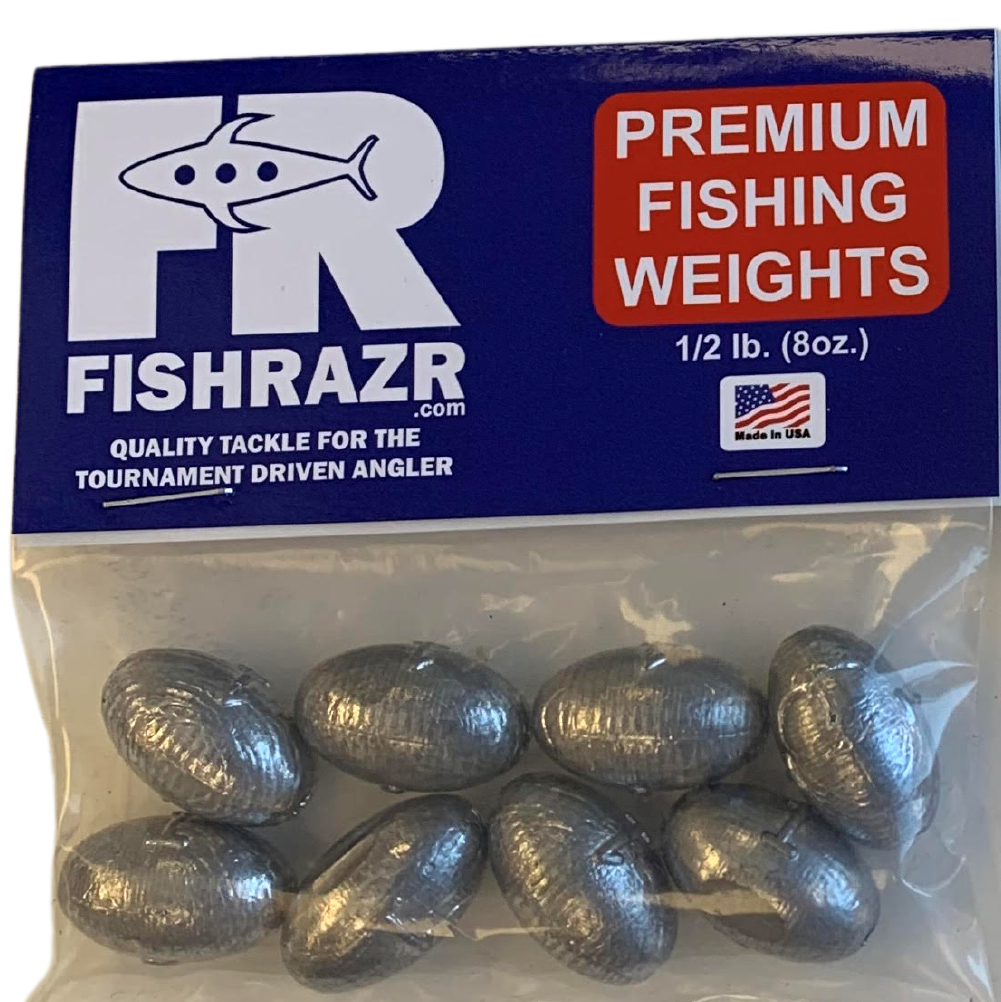 FR
FISHRAZR
.com
QUALITY TACKLE FOR THE
TOURNAMENT DRIVEN ANGLER
PREMIUM
FISHING
WEIGHTS
1/2 lb. (8oz.)
Made in USA